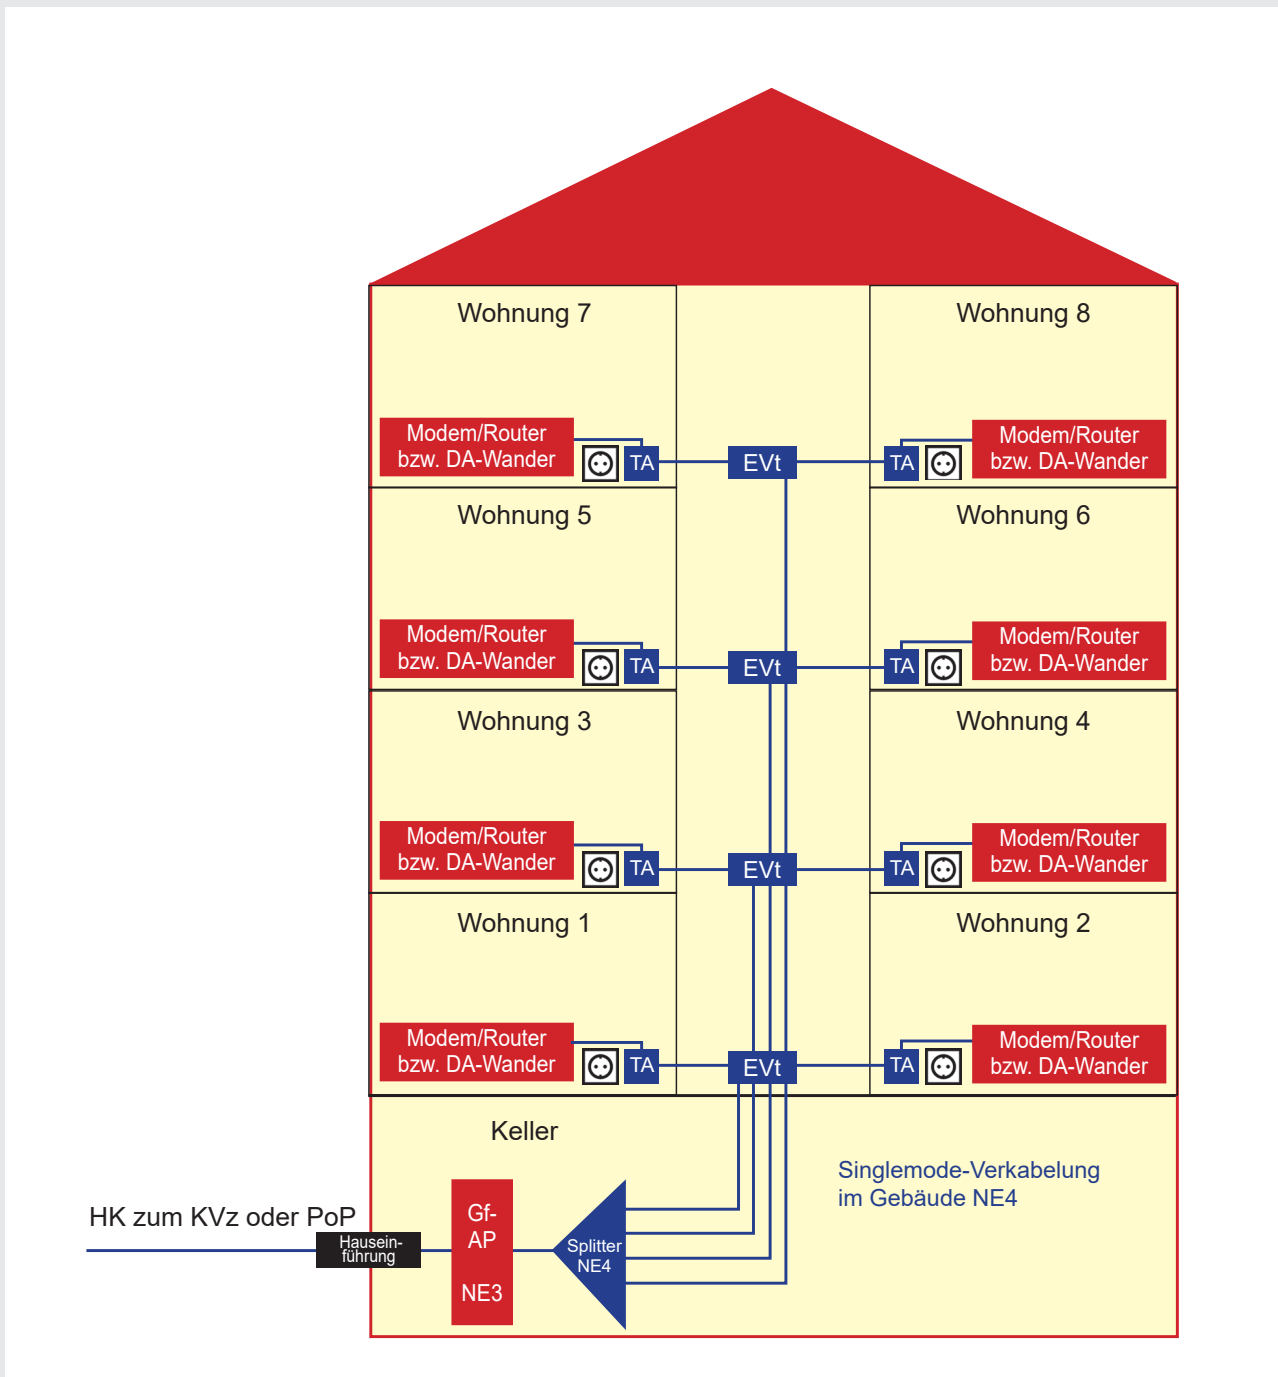 Wohnung 7
Wohnung 8
Modem/Router
bzw. DA-Wander
TA
EVt
TA
Modem/Router
bzw. DA-Wander
Wohnung 5
Wohnung 6
Modem/Router
bzw. DA-Wander
TA
EVt
TA
Modem/Router
bzw. DA-Wander
Wohnung 3
Wohnung 4
Modem/Router
bzw. DA-Wander
TA
EVt
TA
Modem/Router
bzw. DA-Wander
Wohnung 1
Wohnung 2
Modem/Router
bzw. DA-Wander
TA
EVt
TA
Modem/Router
bzw. DA-Wander
Keller
Singlemode-Verkabelung
im Gebäude NE4
HK zum KVz oder PoP
Hausein-
führung
Gf-
AP
NE3
Splitter
NE4